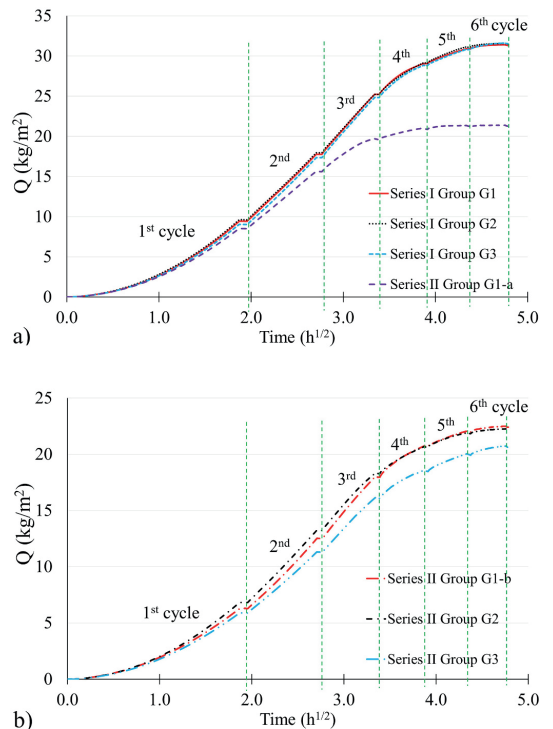 6th cycle
5th
4th
3rd
2nd
1st cycle
35
30
25
20
15
10
5
0
Q (kg/m2)
Series I Group G1
Series I Group G2
Series I Group G3
Series II Group G1-a
0.0 1.0 2.0 3.0 4.0 5.0
Time (h1/2)
a)
6th cycle
5th
4th
3rd
2nd
1st cycle
25
20
15
10
5
0
Q (kg/m2)
Series II Group G1-b
Series II Group G2
Series II Group G3
0.0 1.0 2.0 3.0 4.0 5.0
Time (h1/2)
b)